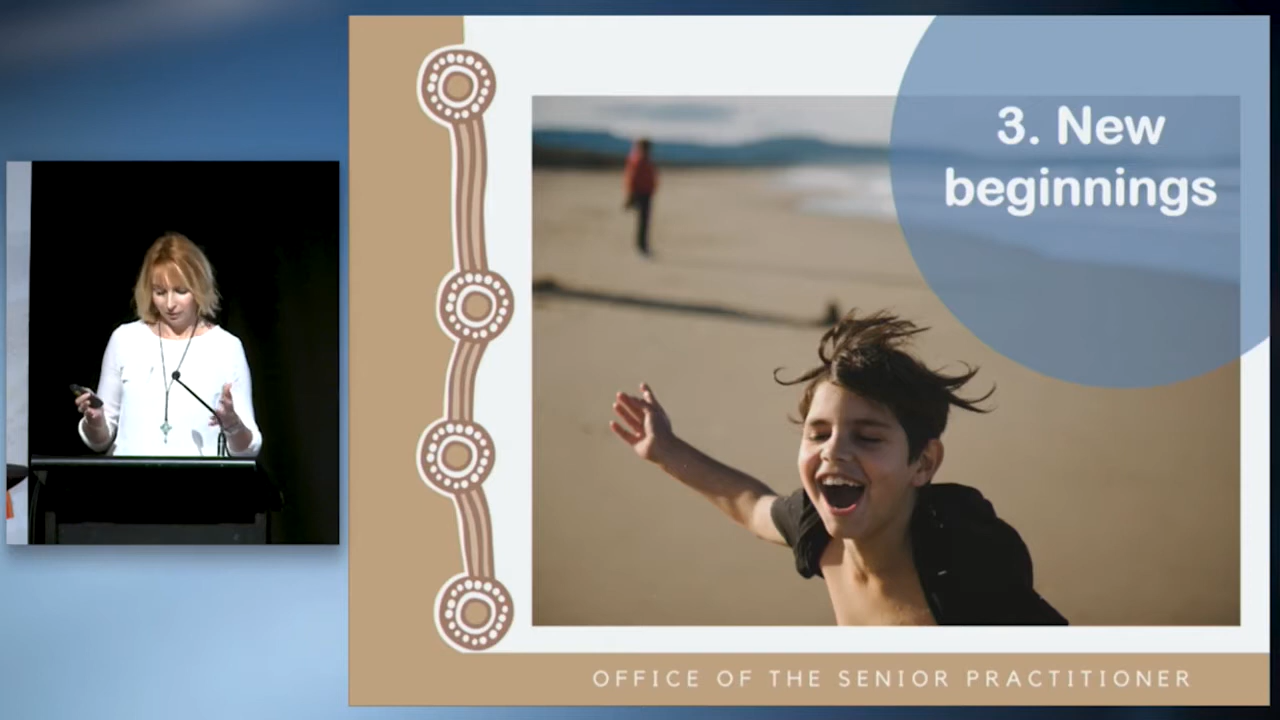 3. New
beginnings
OFFICE OF THE SENIOR PRACTITIONER